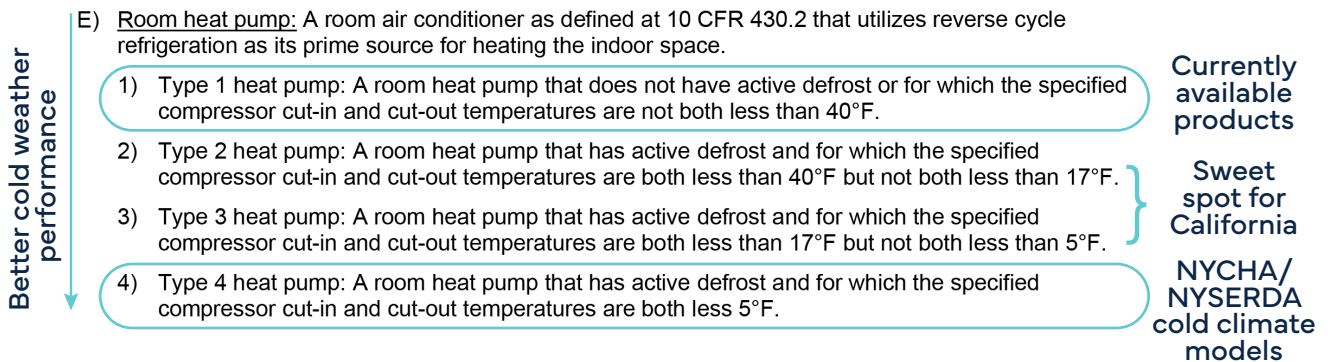 Better cold weather
performance
E) Room heat pump: A room air conditioner as defined at 10 CFR 430.2 that utilizes reverse cycle
refrigeration as its prime source for heating the indoor space.
1) Type 1 heat pump: A room heat pump that does not have active defrost or for which the specified
compressor cut-in and cut-out temperatures are not both less than 40°F.
Currently
available
products
2) Type 2 heat pump: A room heat pump that has active defrost and for which the specified
compressor cut-in and cut-out temperatures are both less than 40°F but not both less than 17°F.
3) Type 3 heat pump: A room heat pump that has active defrost and for which the specified
compressor cut-in and cut-out temperatures are both less than 17°F but not both less than 5°F.
Sweet
spot for
California
4) Type 4 heat pump: A room heat pump that has active defrost and for which the specified
compressor cut-in and cut-out temperatures are both less 5°F.
NYCHA/
NYSERDA
cold climate
models